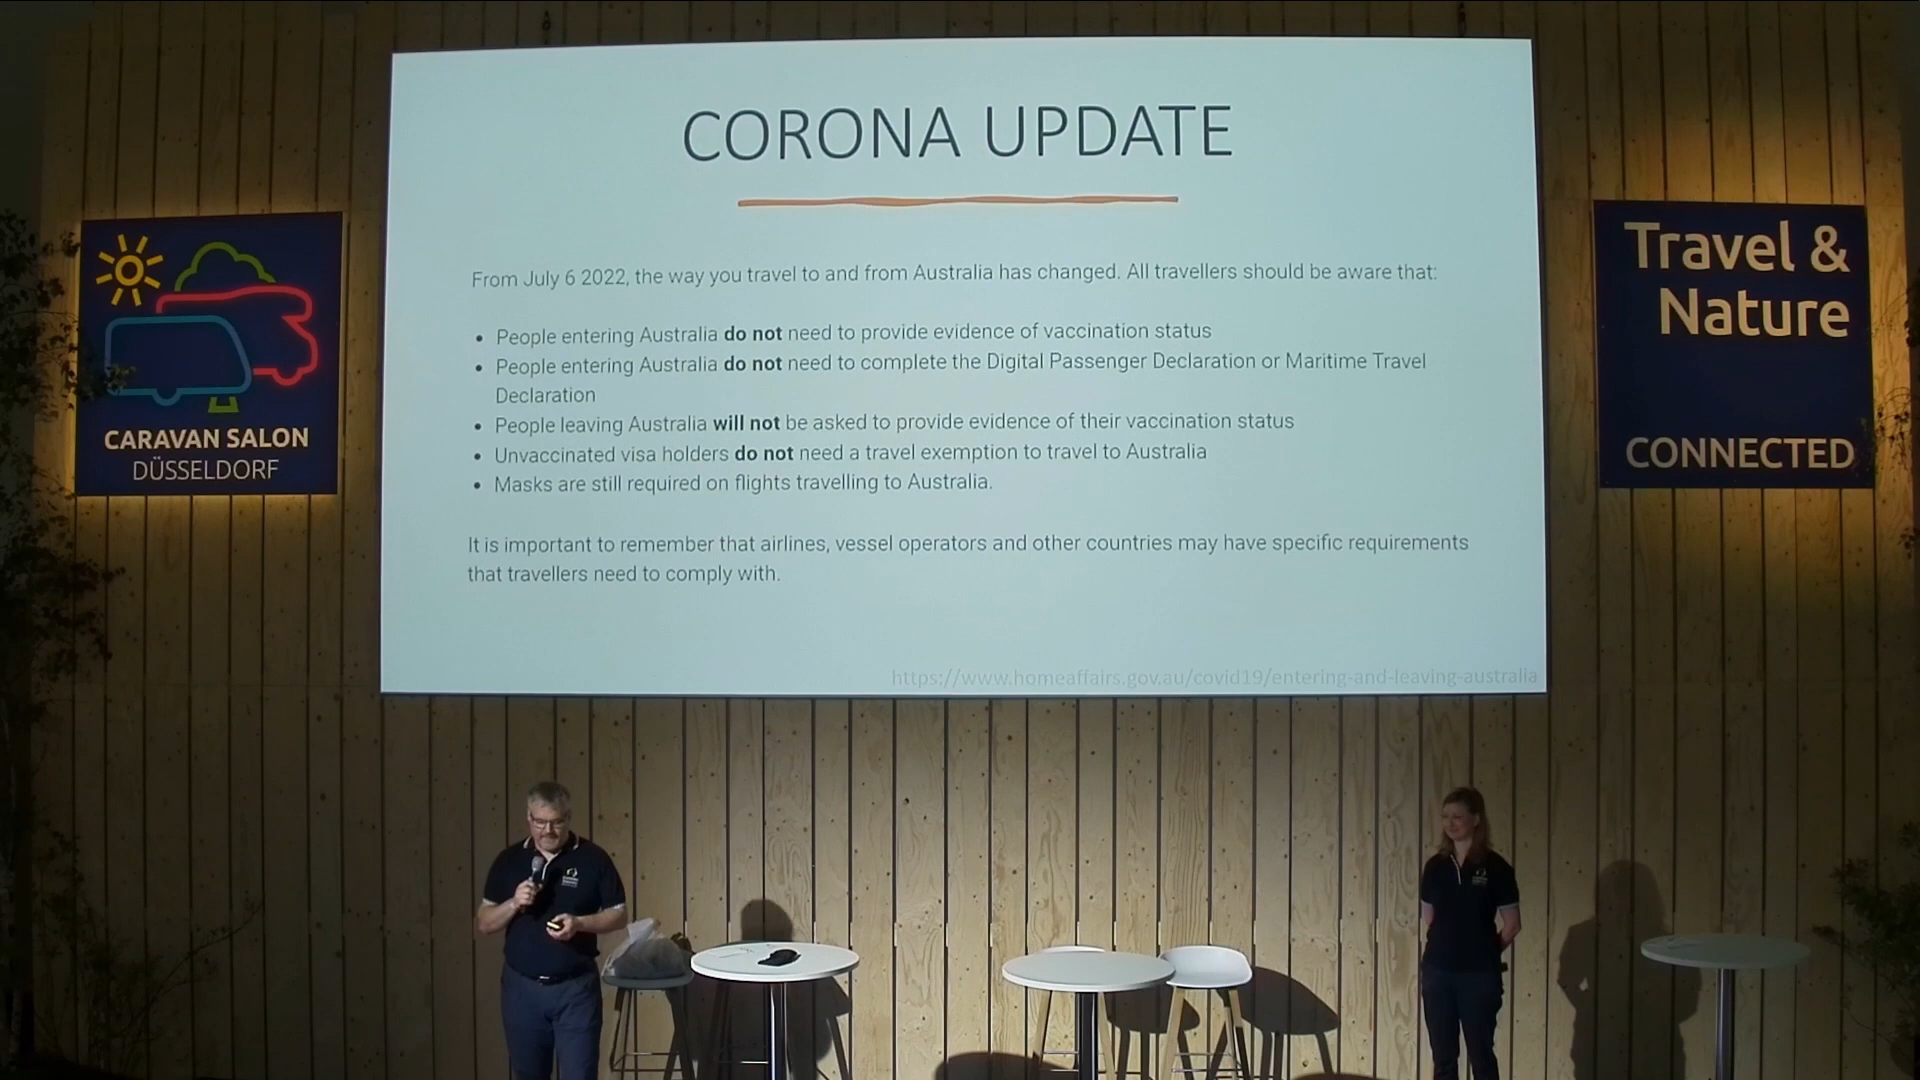 CORONA UPDATE
From July 6 2022, the way you travel to and from Australia has changed. All travellers should be aware that:
• People entering Australia do not need to provide evidence of vaccination status
• People entering Australia do not need to complete the Digital Passenger Declaration or Maritime Travel
Declaration
• People leaving Australia will not be asked to provide evidence of their vaccination status
• Unvaccinated visa holders do not need a travel exemption to travel to Australia
• Masks are still required on flights travelling to Australia.
It is important to remember that airlines, vessel operators and other countries may have specific requirements
that travellers need to comply with.
https://www.homeaffairs.gov.au/covid19/entering-and-leaving-australia
CARAVAN SALON
DÜSSELDORF
Travel &
Nature
CONNECTED